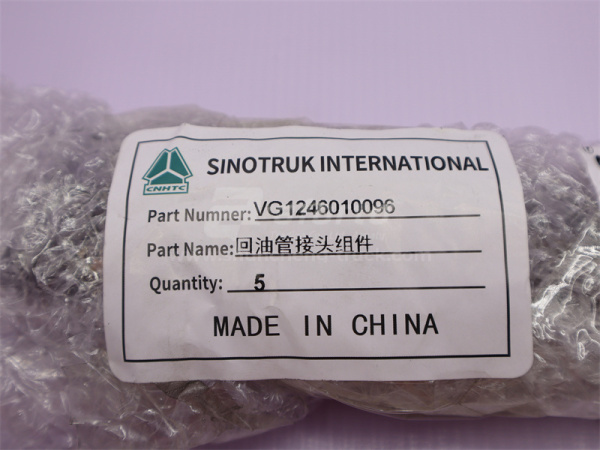 SINOTRUK INTERNATIONAL
CNHTC
Part Numner: VG1246010096
Part Name: 回油管接头组件
Quantity: 5
MADE IN CHINA